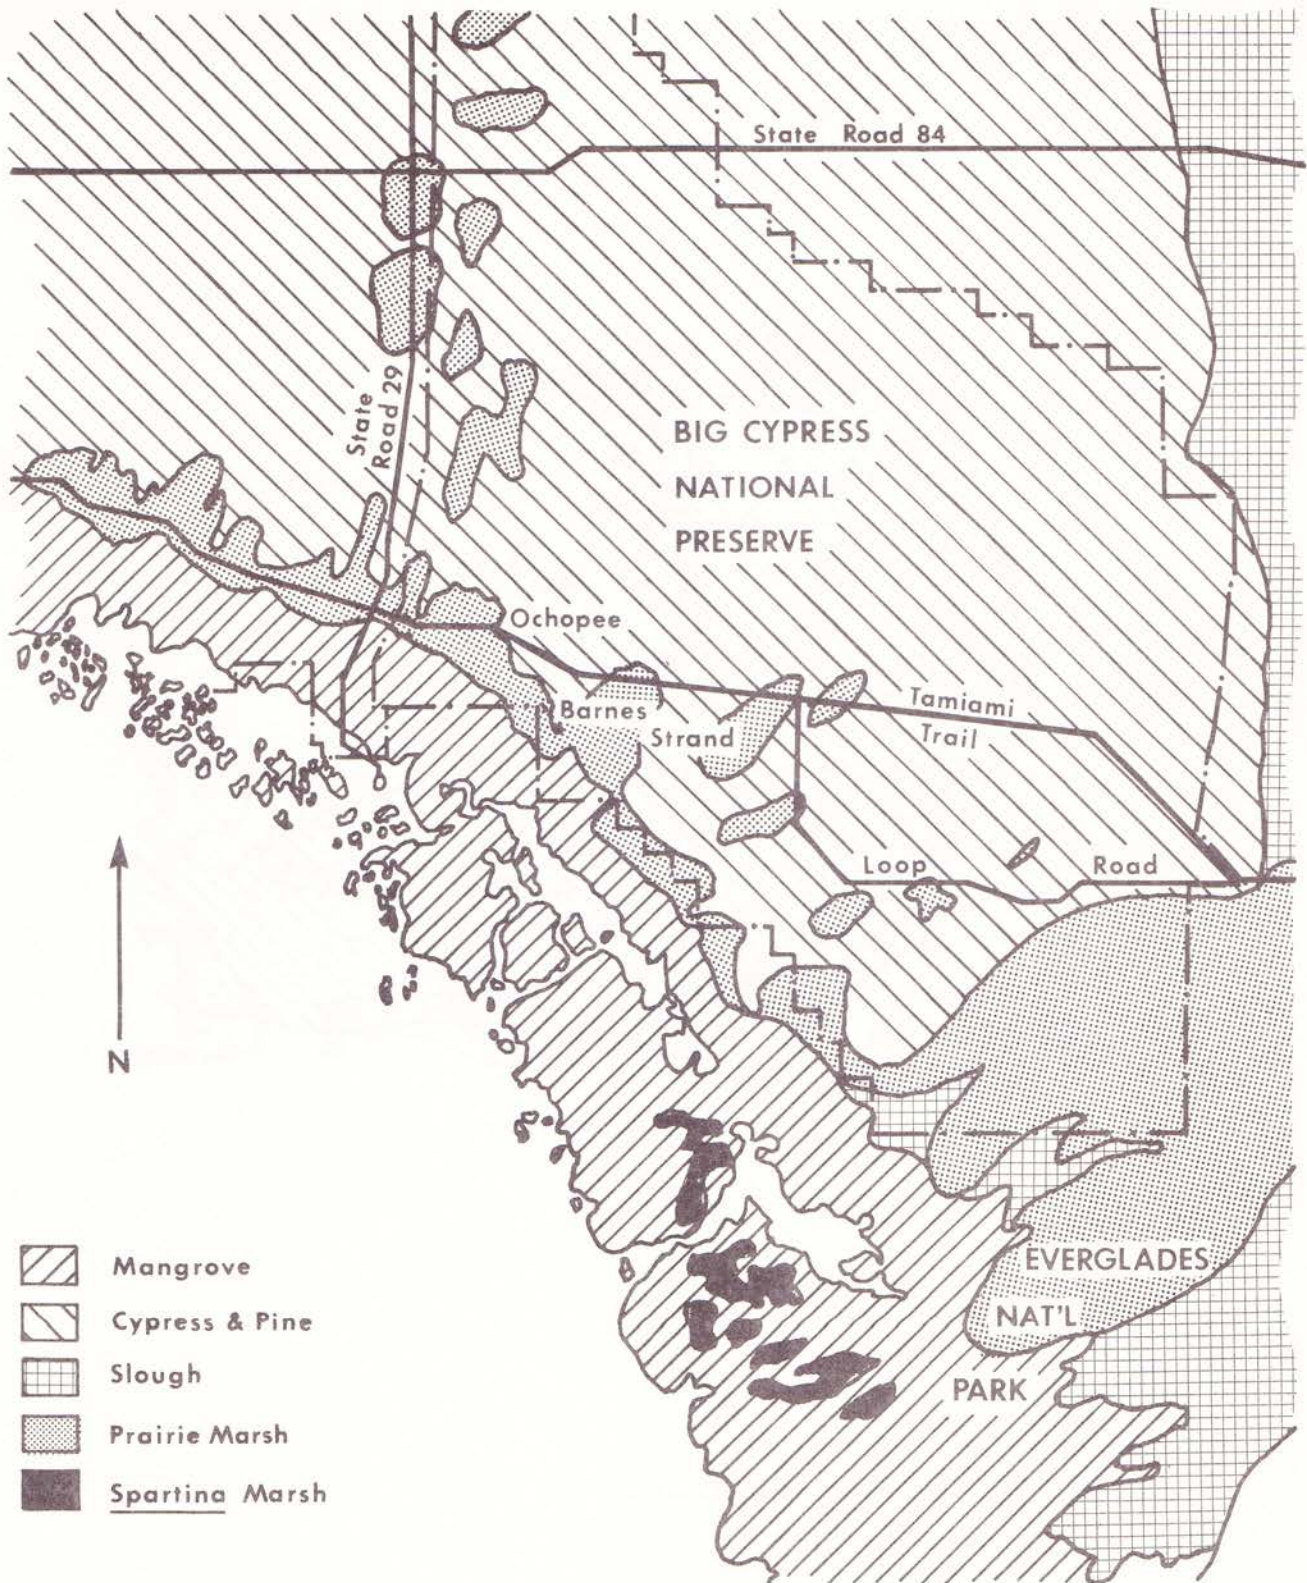 State Road 84
State
Road 29
BIG CYPRESS
NATIONAL
PRESERVE
Ochopee
Barnes
Strand
Tamiami
Trail
Loop Road
N
EVERGLADES
NAT'L
PARK
Mangrove
Cypress & Pine
Slough
Prairie Marsh
Spartina Marsh